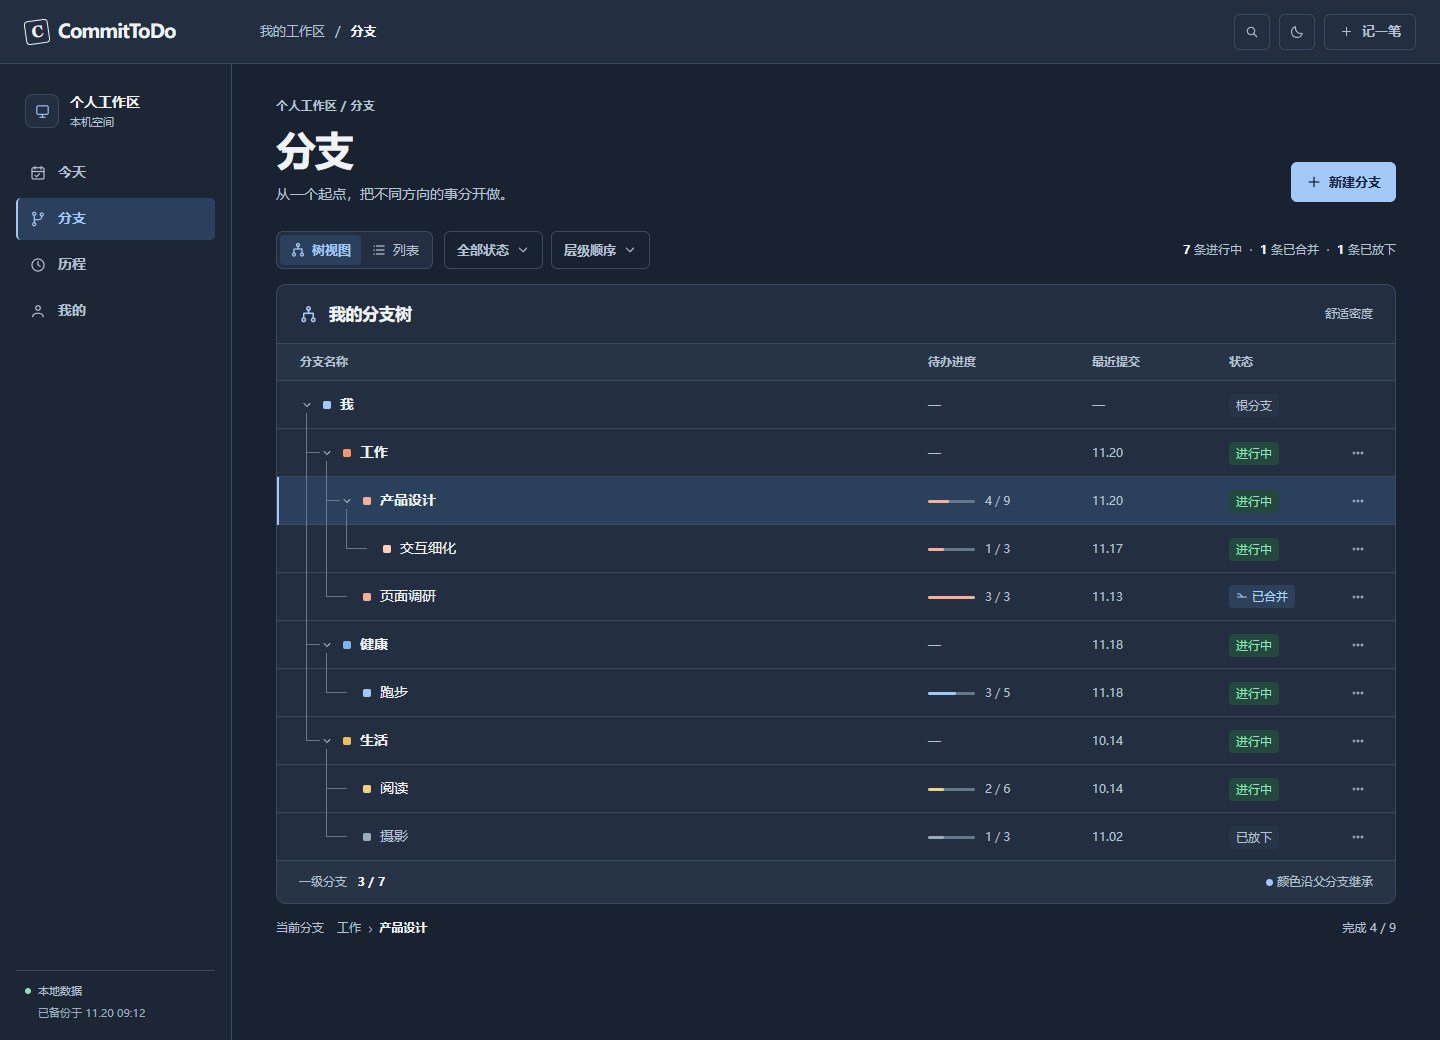 C CommitToDo
我的工作区 / 分支
记一笔
个人工作区
本机空间
今天
分支
历程
我的
本地数据
已备份于 11.20 09:12
个人工作区 / 分支
分支
从一个起点，把不同方向的事分开做。
新建分支
树视图 列表 全部状态 层级顺序
7 条进行中 · 1 条已合并 · 1 条已放下
我的分支树 舒适密度
分支名称 待办进度 最近提交 状态
我 — — 根分支
工作 — 11.20 进行中
产品设计 4 / 9 11.20 进行中
交互细化 1 / 3 11.17 进行中
页面调研 3 / 3 11.13 已合并
健康 — 11.18 进行中
跑步 3 / 5 11.18 进行中
生活 — 10.14 进行中
阅读 2 / 6 10.14 进行中
摄影 1 / 3 11.02 已放下
一级分支 3 / 7 颜色沿父分支继承
当前分支 工作 › 产品设计 完成 4 / 9